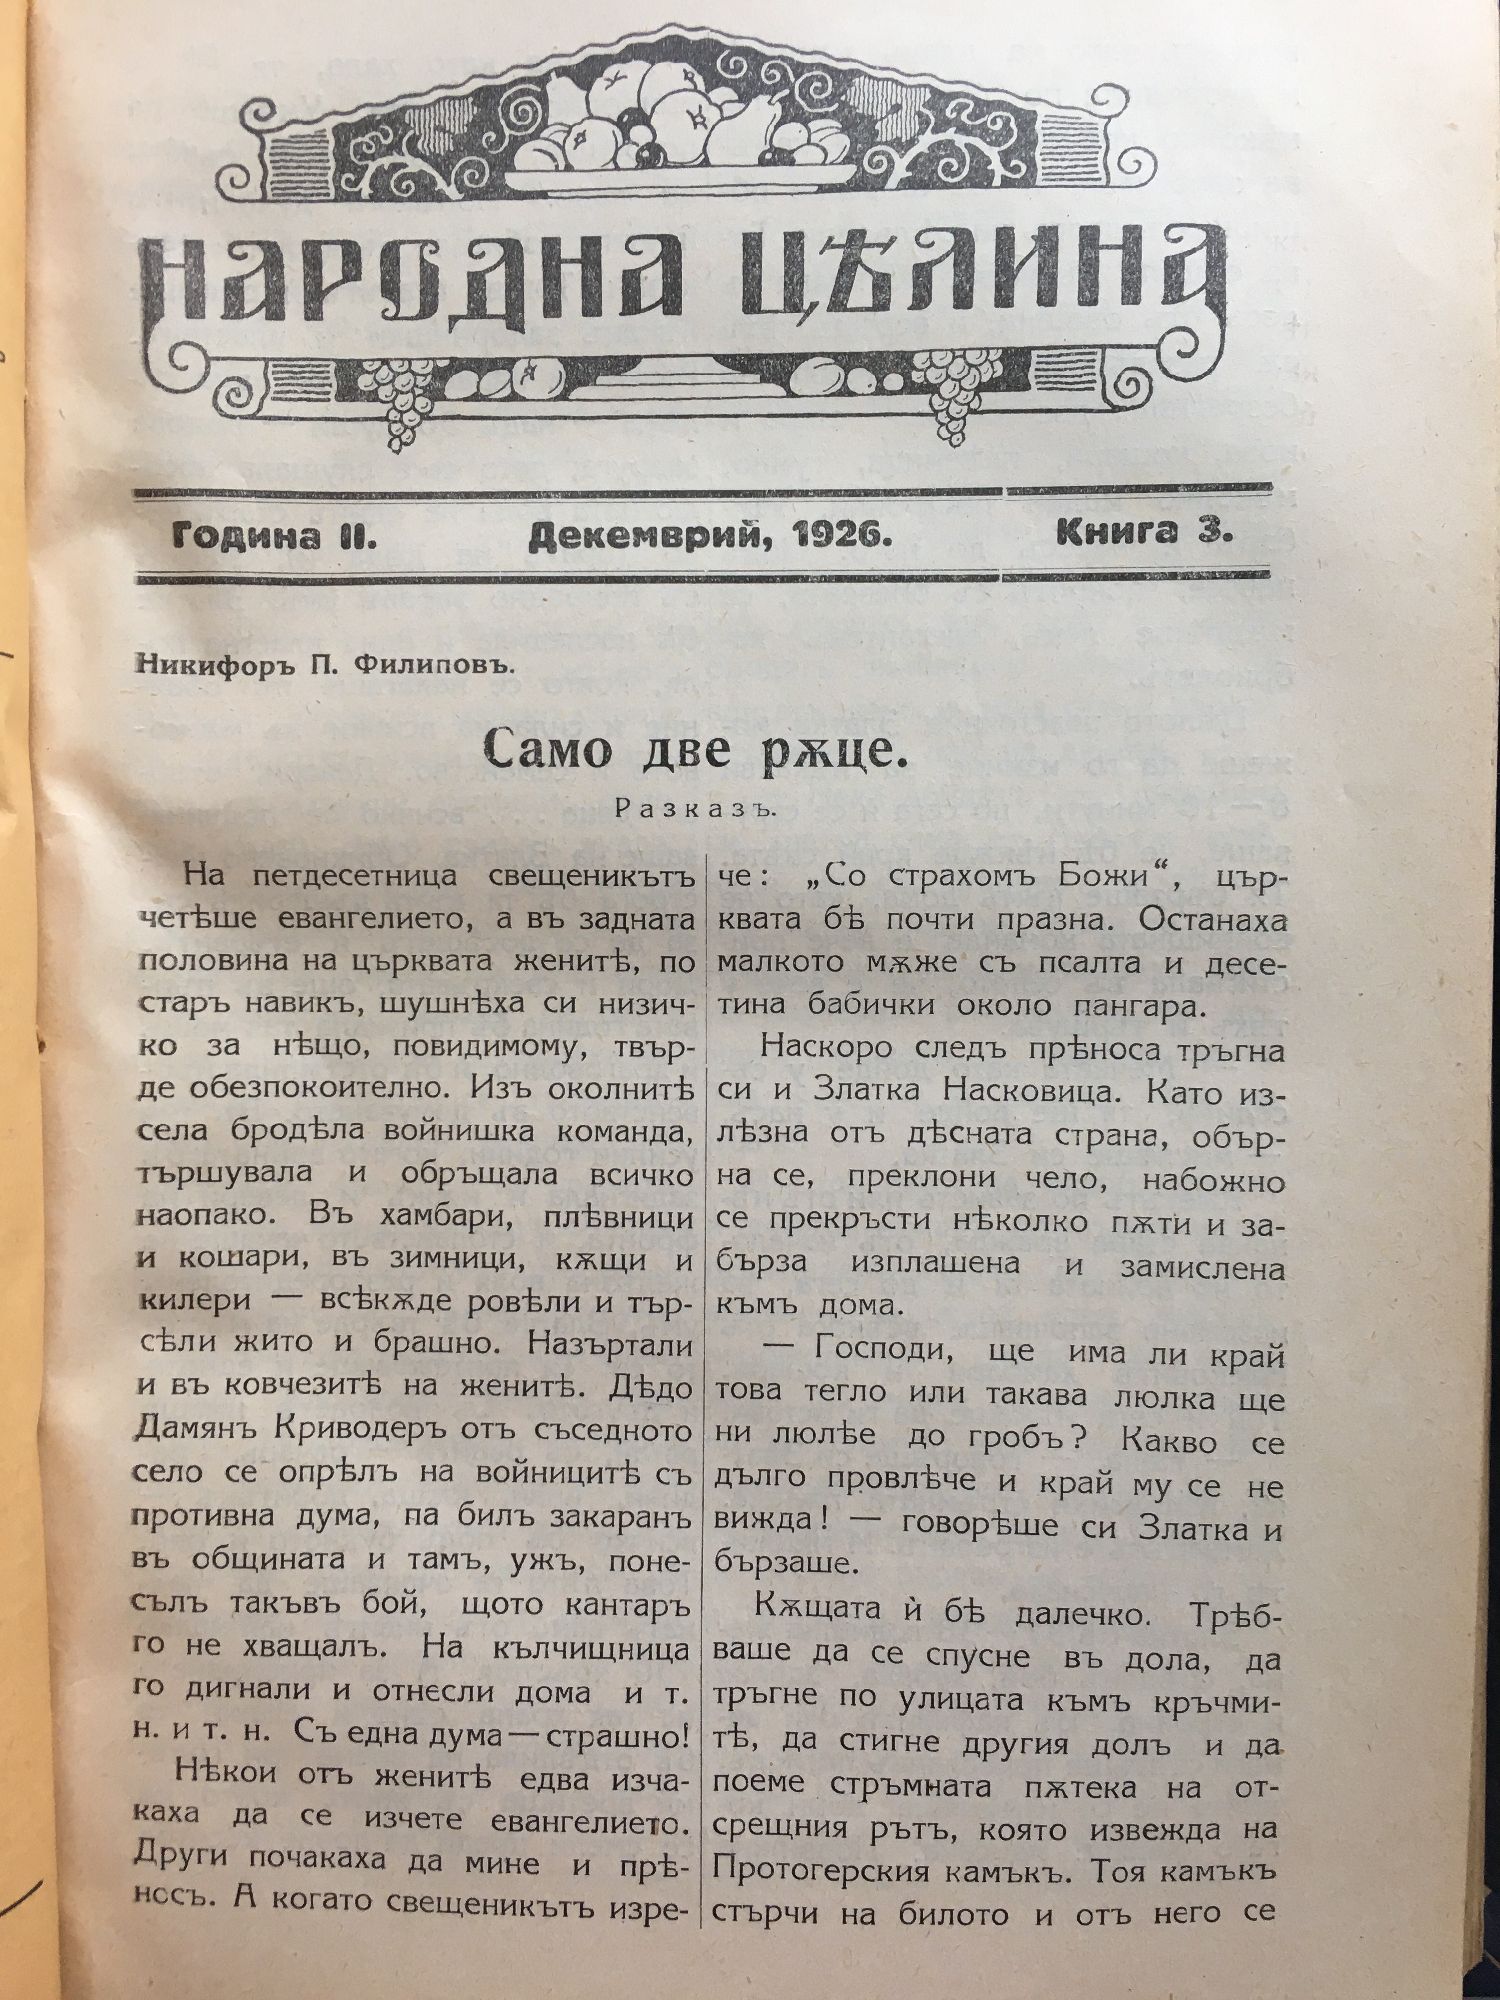 НАРОДНА ЦѢЛИНА
Година II. Декемврий, 1926. Книга 3.
Никифоръ П. Филиповъ.
Само две рѫце.
Разказъ.
На петдесетница свещеникътъ
четѣше евангелието, а въ задната
половина на църквата женитѣ, по
старъ навикъ, шушнѣха си низич-
ко за нѣщо, повидимому, твър-
де обезпокоително. Изъ околнитѣ
села бродѣла войнишка команда,
тършувала и обръщала всичко
наопако. Въ хамбари, плѣвници
и кошари, въ зимници, кѫщи и
килери — всѣкѫде ровѣли и тър-
сѣли жито и брашно. Назъртали
и въ ковчезитѣ на женитѣ. Дѣдо
Дамянъ Криводеръ отъ съседното
село се опрѣлъ на войницитѣ съ
противна дума, па билъ закаранъ
въ общината и тамъ, ужъ, поне-
сълъ такъвъ бой, щото кантаръ
го не хващалъ. На кълчищница
го дигнали и отнесли дома и т.
н. и т. н. Съ една дума — страшно!
Нѣкои отъ женитѣ едва изча-
каха да се изчете евангелието.
Други почакаха да мине и прѣ-
носъ. А когато свещеникътъ изре-
че: „Со страхомъ Божи“, цър-
квата бѣ почти празна. Останаха
малкото мѫже съ псалта и десе-
тина бабички около пангара.
Наскоро следъ прѣноса тръгна
си и Златка Насковица. Като из-
лѣзна отъ дѣсната страна, обър-
на се, преклони чело, набожно
се прекръсти нѣколко пѫти и за-
бърза изплашена и замислена
къмъ дома.
— Господи, ще има ли край
това тегло или такава люлка ще
ни люлѣе до гробъ? Какво се
дълго провлѣче и край му се не
вижда! — говорѣше си Златка и
бързаше.
Кѫщата ѝ бѣ далечко. Трѣб-
ваше да се спусне въ дола, да
тръгне по улицата къмъ кръчми-
тѣ, да стигне другия долъ и да
поеме стръмната пѫтека на от-
срещния рътъ, която извежда на
Протогерския камъкъ. Тоя камъкъ
стърчи на билото и отъ него се